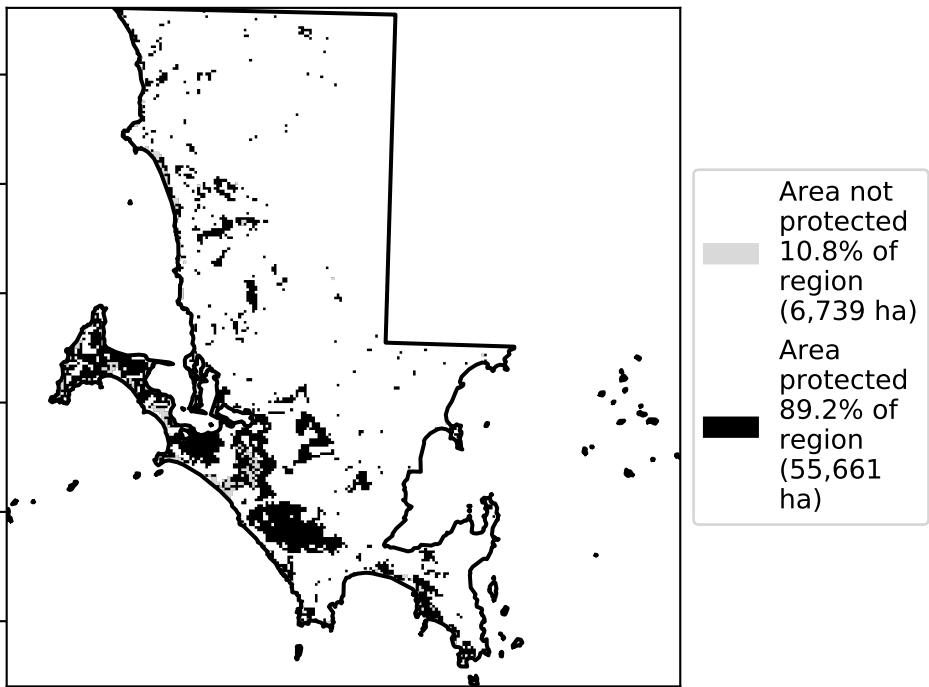 Area not
protected
10.8% of
region
(6,739 ha)
Area
protected
89.2% of
region
(55,661
ha)